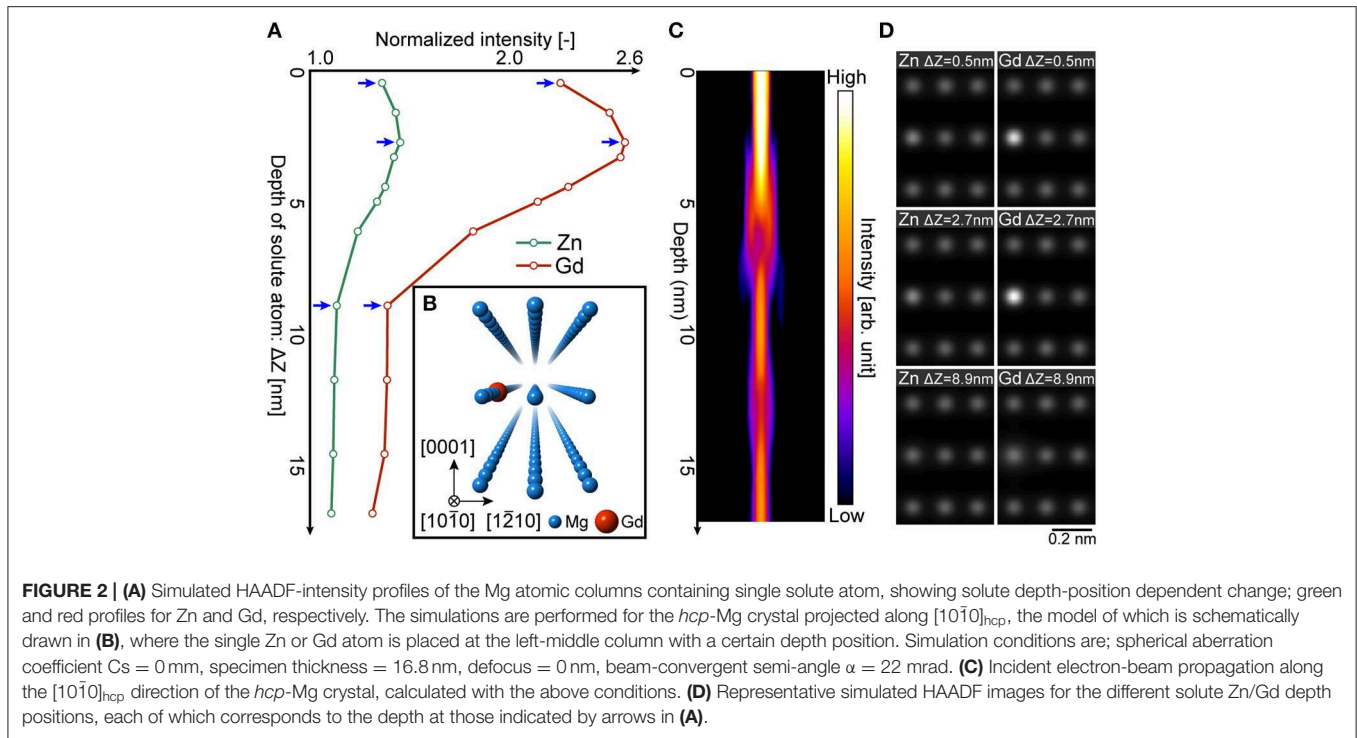 A
Normalized intensity [-]
1.0
2.0
2.6
0
5
10
15
Depth of solute atom: ΔZ [nm]
Zn
Gd
B
[0001]
[101̄0]
[12̄10]
Mg
Gd
C
0
5
10
15
Depth (nm)
High
Intensity [arb. unit]
Low
D
Zn ΔZ=0.5nm
Gd ΔZ=0.5nm
Zn ΔZ=2.7nm
Gd ΔZ=2.7nm
Zn ΔZ=8.9nm
Gd ΔZ=8.9nm
0.2 nm
FIGURE 2 | (A) Simulated HAADF-intensity profiles of the Mg atomic columns containing single solute atom, showing solute depth-position dependent change; green
and red profiles for Zn and Gd, respectively. The simulations are performed for the hcp-Mg crystal projected along [101̄0]hcp, the model of which is schematically
drawn in (B), where the single Zn or Gd atom is placed at the left-middle column with a certain depth position. Simulation conditions are; spherical aberration
coefficient Cs = 0 mm, specimen thickness = 16.8 nm, defocus = 0 nm, beam-convergent semi-angle α = 22 mrad. (C) Incident electron-beam propagation along
the [101̄0]hcp direction of the hcp-Mg crystal, calculated with the above conditions. (D) Representative simulated HAADF images for the different solute Zn/Gd depth
positions, each of which corresponds to the depth at those indicated by arrows in (A).